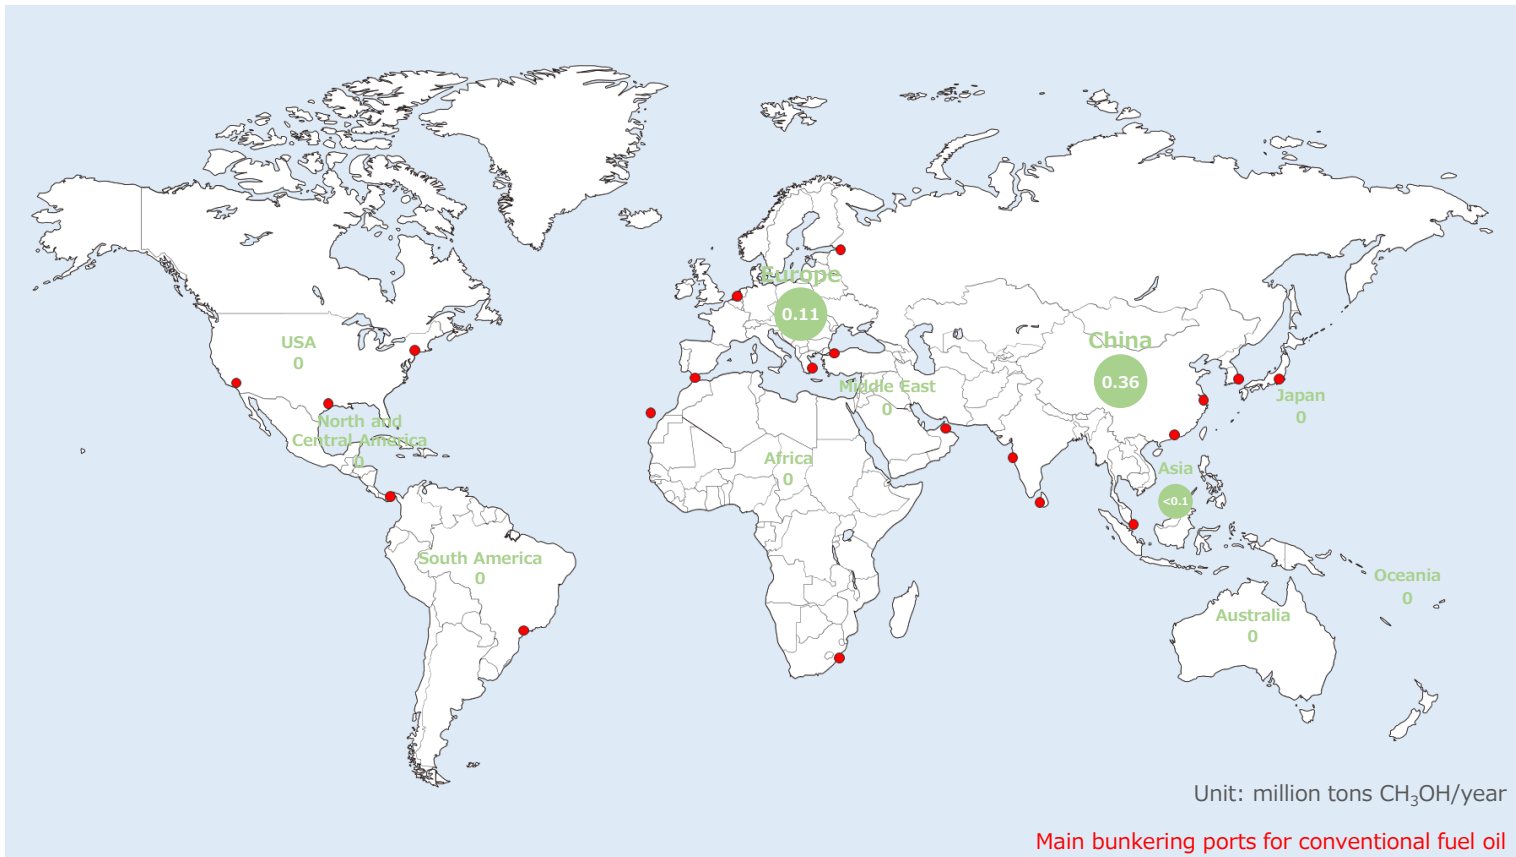 Europe
0.11
USA
0
China
0.36
Middle East
0
Japan
0
North and
Central America
0
Africa
0
Asia
<0.1
South America
0
Oceania
0
Australia
0
Unit: million tons CH₃OH/year
Main bunkering ports for conventional fuel oil